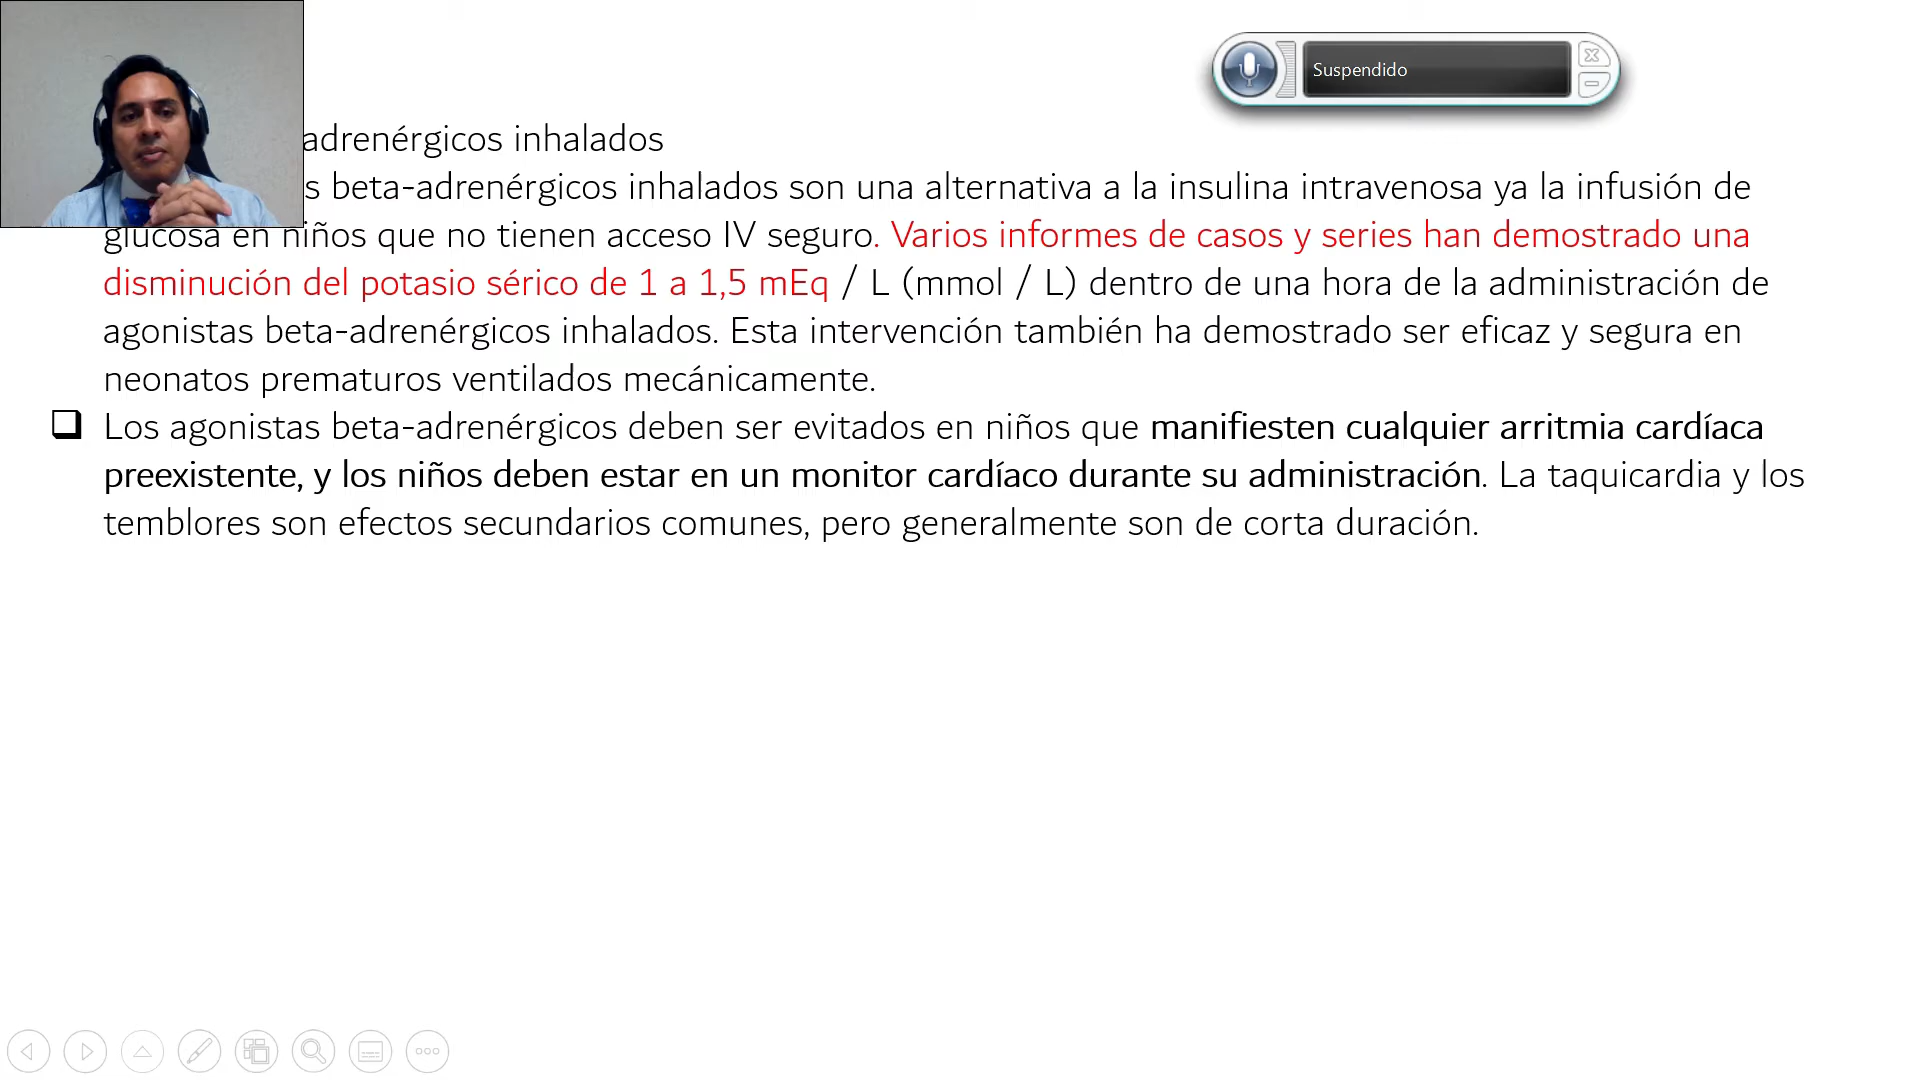 Suspendido
adrenérgicos inhalados
s beta-adrenérgicos inhalados son una alternativa a la insulina intravenosa ya la infusión de
glucosa en niños que no tienen acceso IV seguro. Varios informes de casos y series han demostrado una
disminución del potasio sérico de 1 a 1,5 mEq / L (mmol / L) dentro de una hora de la administración de
agonistas beta-adrenérgicos inhalados. Esta intervención también ha demostrado ser eficaz y segura en
neonatos prematuros ventilados mecánicamente.
Los agonistas beta-adrenérgicos deben ser evitados en niños que manifiesten cualquier arritmia cardíaca
preexistente, y los niños deben estar en un monitor cardíaco durante su administración. La taquicardia y los
temblores son efectos secundarios comunes, pero generalmente son de corta duración.